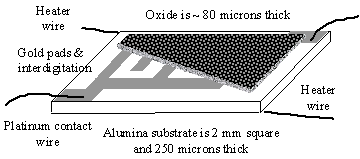 Heater
wire
Oxide is ~ 80 microns thick
Gold pads &
interdigitation
Heater
wire
Platinum contact
wire
Alumina substrate is 2 mm square
and 250 microns thick